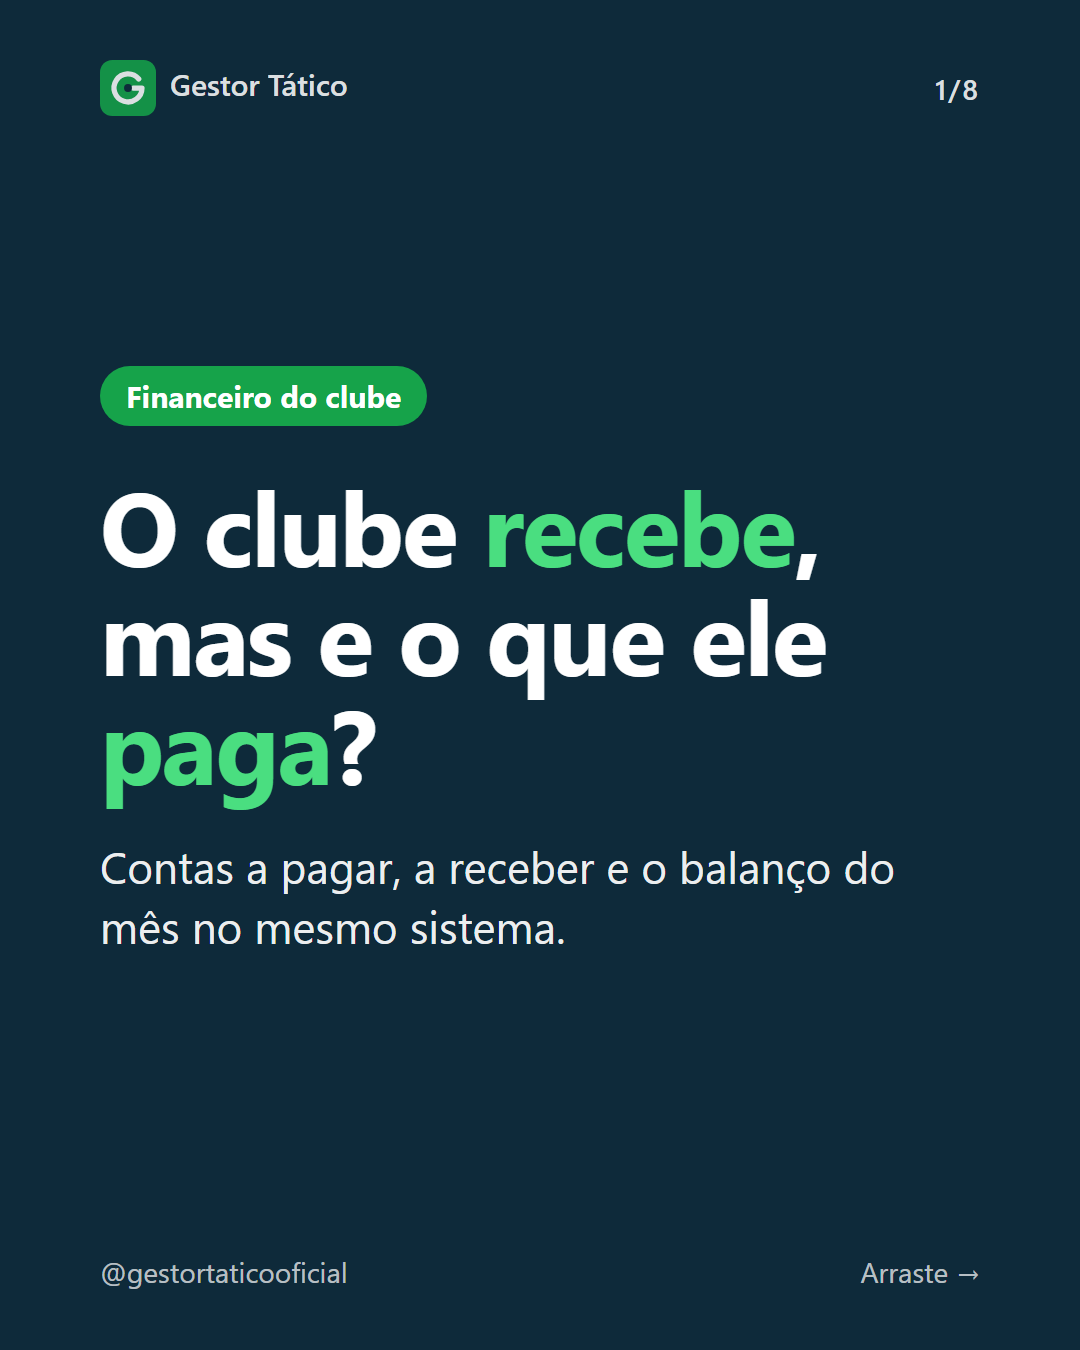 Gestor Tático
1/8
Financeiro do clube
O clube recebe,
mas e o que ele
paga?
Contas a pagar, a receber e o balanço do
mês no mesmo sistema.
@gestortaticooficial
Arraste →